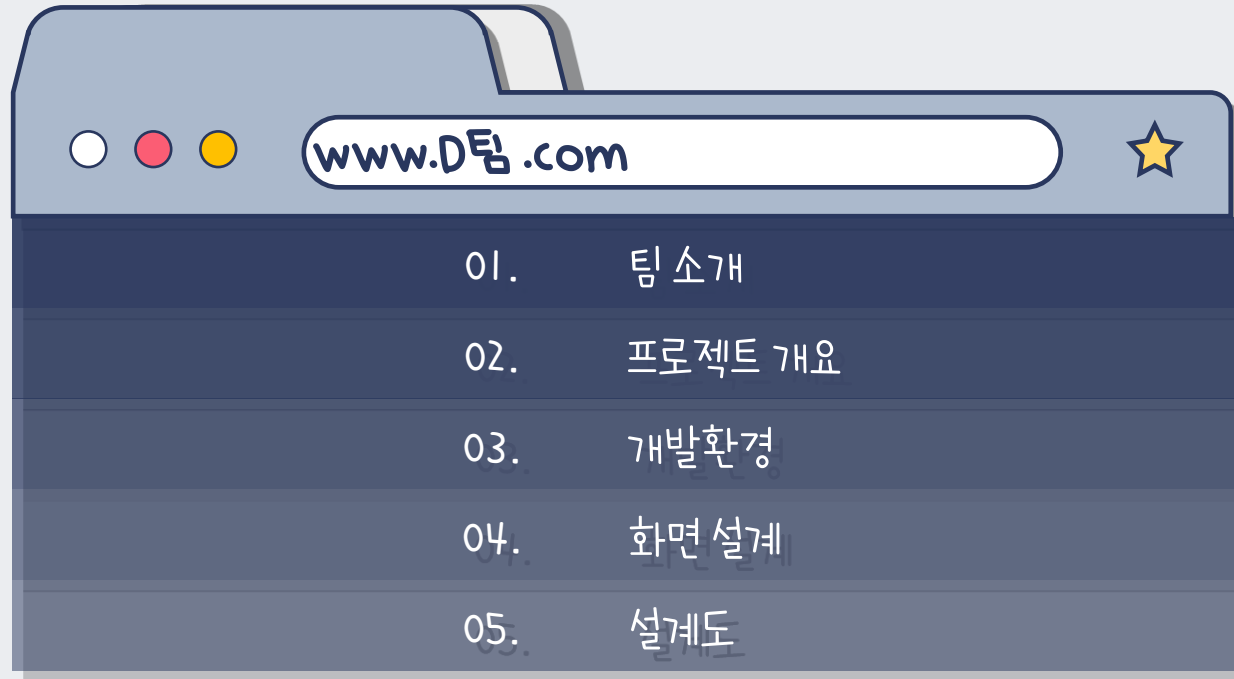 www.D팀.com
01. 팀 소개
02. 프로젝트 개요
03. 개발환경
04. 화면 설계
05. 설계도